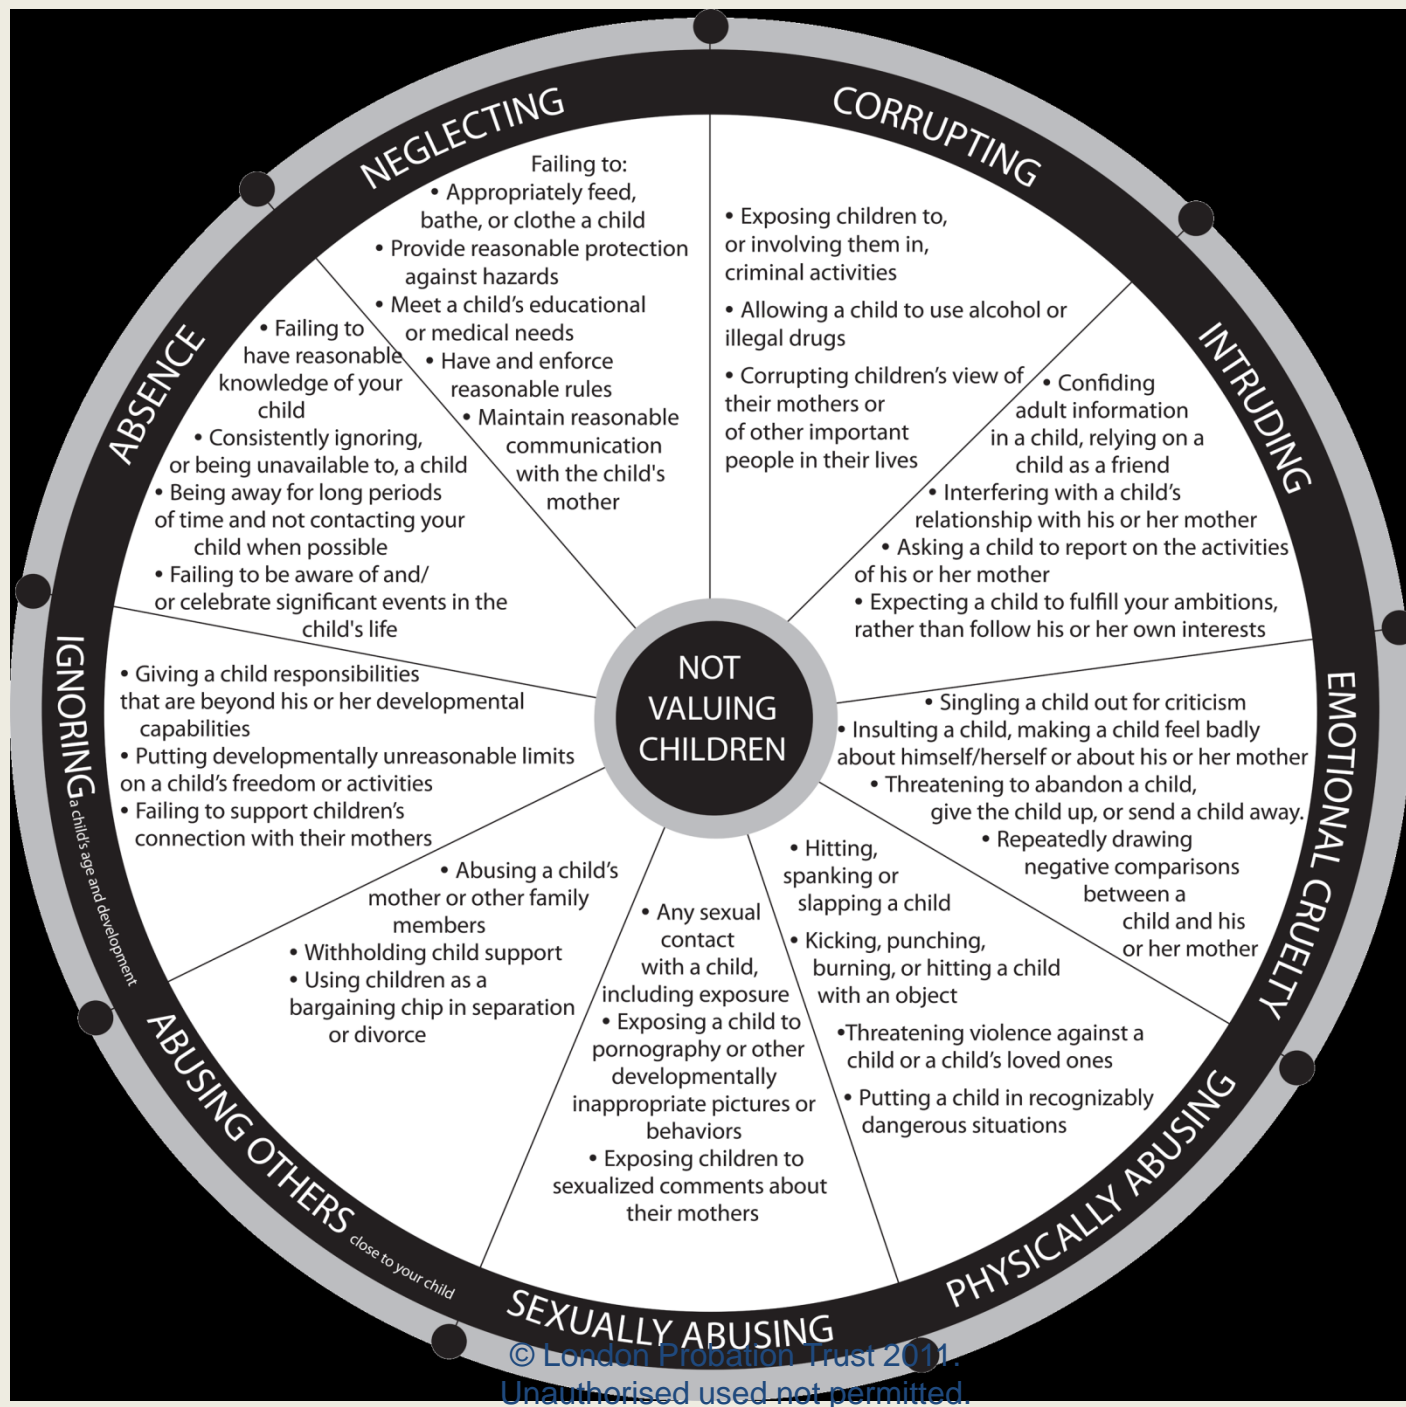 NEGLECTING
Failing to:
• Appropriately feed,
bathe, or clothe a child
• Provide reasonable protection
against hazards
• Meet a child’s educational
or medical needs
• Have and enforce
reasonable rules
• Maintain reasonable
communication
with the child's
mother
CORRUPTING
• Exposing children to,
or involving them in,
criminal activities
• Allowing a child to use alcohol or
illegal drugs
• Corrupting children’s view of
their mothers or
of other important
people in their lives
INTRUDING
• Confiding
adult information
in a child, relying on a
child as a friend
• Interfering with a child’s
relationship with his or her mother
• Asking a child to report on the activities
of his or her mother
• Expecting a child to fulfill your ambitions,
rather than follow his or her own interests
EMOTIONAL CRUELTY
• Singling a child out for criticism
• Insulting a child, making a child feel badly
about himself/herself or about his or her mother
• Threatening to abandon a child,
give the child up, or send a child away.
• Repeatedly drawing
negative comparisons
between a
child and his
or her mother
PHYSICALLY ABUSING
• Hitting,
spanking or
slapping a child
• Kicking, punching,
burning, or hitting a child
with an object
•Threatening violence against a
child or a child’s loved ones
• Putting a child in recognizably
dangerous situations
SEXUALLY ABUSING
• Any sexual
contact
with a child,
including exposure
• Exposing a child to
pornography or other
developmentally
inappropriate pictures or
behaviors
• Exposing children to
sexualized comments about
their mothers
ABUSING OTHERS close to your child
• Abusing a child’s
mother or other family
members
• Withholding child support
• Using children as a
bargaining chip in separation
or divorce
IGNORING a child’s age and development
• Giving a child responsibilities
that are beyond his or her developmental
capabilities
• Putting developmentally unreasonable limits
on a child’s freedom or activities
• Failing to support children’s
connection with their mothers
ABSENCE
• Failing to
have reasonable
knowledge of your
child
• Consistently ignoring,
or being unavailable to, a child
• Being away for long periods
of time and not contacting your
child when possible
• Failing to be aware of and/
or celebrate significant events in the
child's life
NOT
VALUING
CHILDREN
© London Probation Trust 2011.
Unauthorised used not permitted.